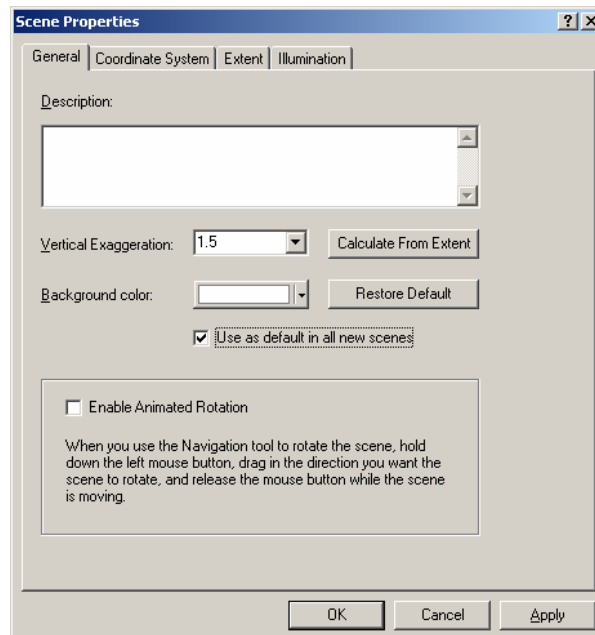 Scene Properties
General Coordinate System Extent Illumination
Description:
Vertical Exaggeration: 1.5 Calculate From Extent
Background color: Restore Default
Use as default in all new scenes
Enable Animated Rotation
When you use the Navigation tool to rotate the scene, hold
down the left mouse button, drag in the direction you want the
scene to rotate, and release the mouse button while the scene
is moving.
OK Cancel Apply